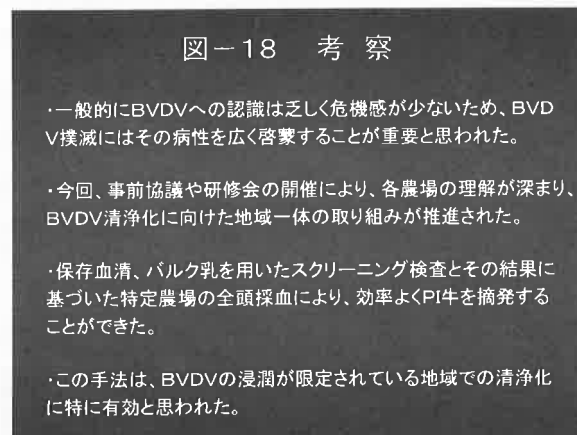 図－18　考 察
・一般的にBVDVへの認識は乏しく危機感が少ないため、BVD
V撲滅にはその病性を広く啓蒙することが重要と思われた。
・今回、事前協議や研修会の開催により、各農場の理解が深まり、
BVDV清浄化に向けた地域一体の取り組みが推進された。
・保存血清、バルク乳を用いたスクリーニング検査とその結果に
基づいた特定農場の全頭採血により、効率よくPI牛を摘発する
ことができた。
・この手法は、BVDVの浸潤が限定されている地域での清浄化
に特に有効と思われた。